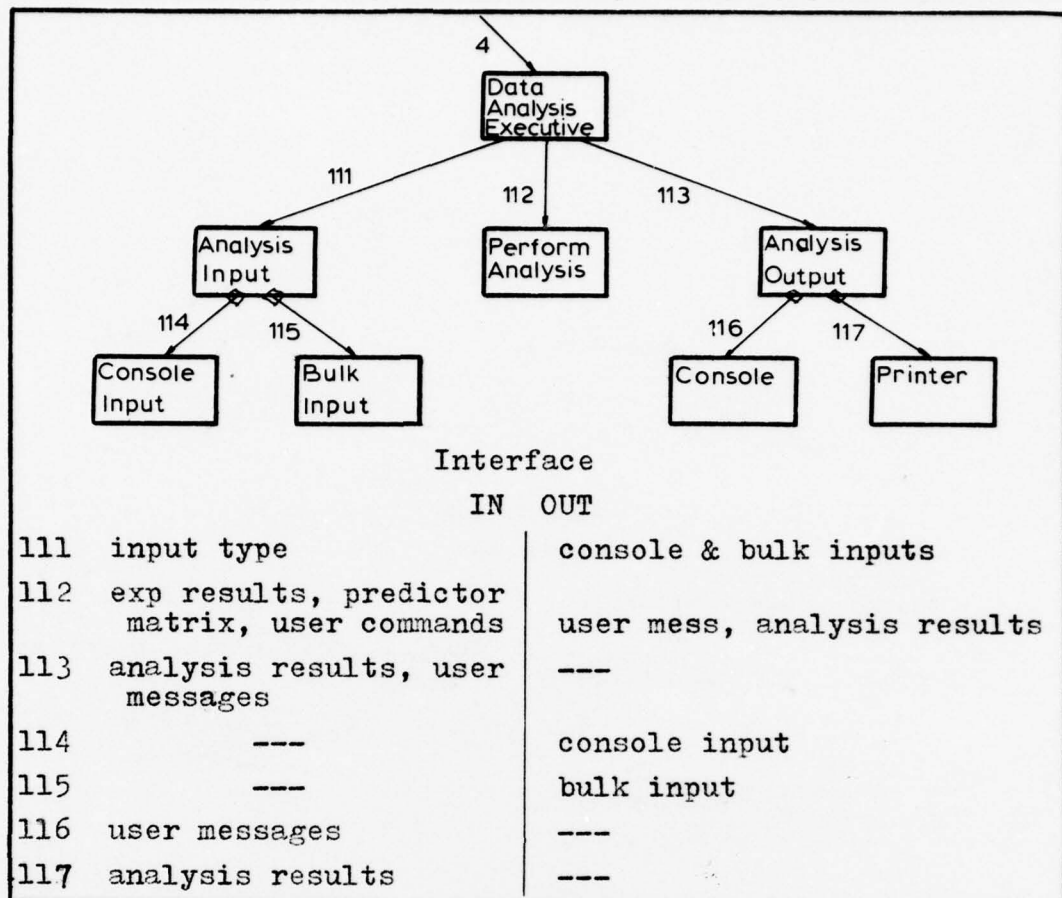 4
Data
Analysis
Executive
111
112
113
Analysis
Input
Perform
Analysis
Analysis
Output
114
115
116
117
Console
Input
Bulk
Input
Console
Printer
Interface
IN OUT
111 input type console & bulk inputs
112 exp results, predictor
matrix, user commands user mess, analysis results
113 analysis results, user ---
messages
114 --- console input
115 --- bulk input
116 user messages ---
117 analysis results ---